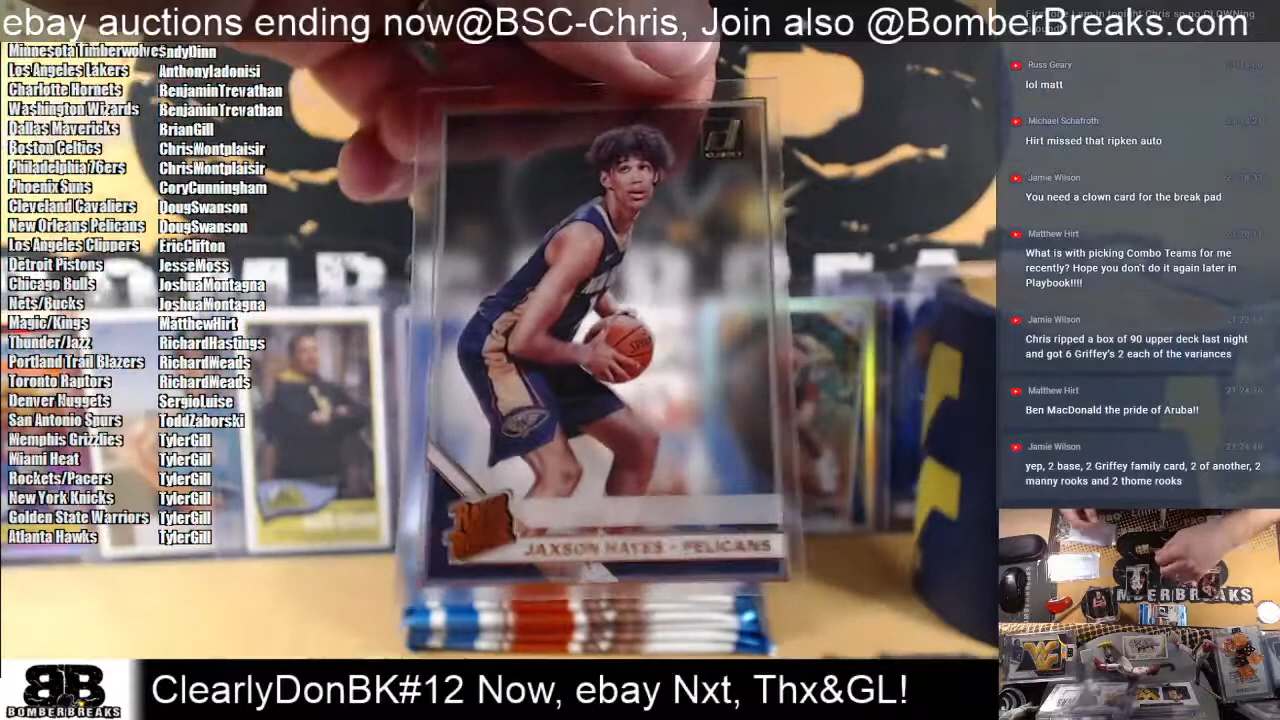 ebay auctions ending now@BSC-Chris, Join also @BomberBreaks.com
Minnesota Timberwolves AndyDinn
Los Angeles Lakers AnthonyIadonisi
Charlotte Hornets BenjaminTrevathan
Washington Wizards BenjaminTrevathan
Dallas Mavericks BrianGill
Boston Celtics ChrisMontplaisir
Philadelphia 76ers ChrisMontplaisir
Phoenix Suns CoryCunningham
Cleveland Cavaliers DougSwanson
New Orleans Pelicans DougSwanson
Los Angeles Clippers EricClifton
Detroit Pistons JesseMoss
Chicago Bulls JoshuaMontagna
Nets/Bucks JoshuaMontagna
Magic/Kings MatthewHirt
Thunder/Jazz RichardHastings
Portland Trail Blazers RichardMeads
Toronto Raptors RichardMeads
Denver Nuggets SergioLuise
San Antonio Spurs ToddZaborski
Memphis Grizzlies TylerGill
Miami Heat TylerGill
Rockets/Pacers TylerGill
New York Knicks TylerGill
Golden State Warriors TylerGill
Atlanta Hawks TylerGill
JAXSON HAYES - PELICANS
Russ Geary
lol matt
Michael Schafroth
Hirt missed that ripken auto
Jamie Wilson
You need a clown card for the break pad
Matthew Hirt
What is with picking Combo Teams for me
recently? Hope you don't do it again later in
Playbook!!!!
Jamie Wilson
Chris ripped a box of 90 upper deck last night
and got 6 Griffey's 2 each of the variances
Matthew Hirt
Ben MacDonald the pride of Aruba!!
Jamie Wilson
yep, 2 base, 2 Griffey family card, 2 of another, 2
manny rooks and 2 thome rooks
BB
BOMBERBREAKS
ClearlyDonBK#12 Now, ebay Nxt, Thx&GL!